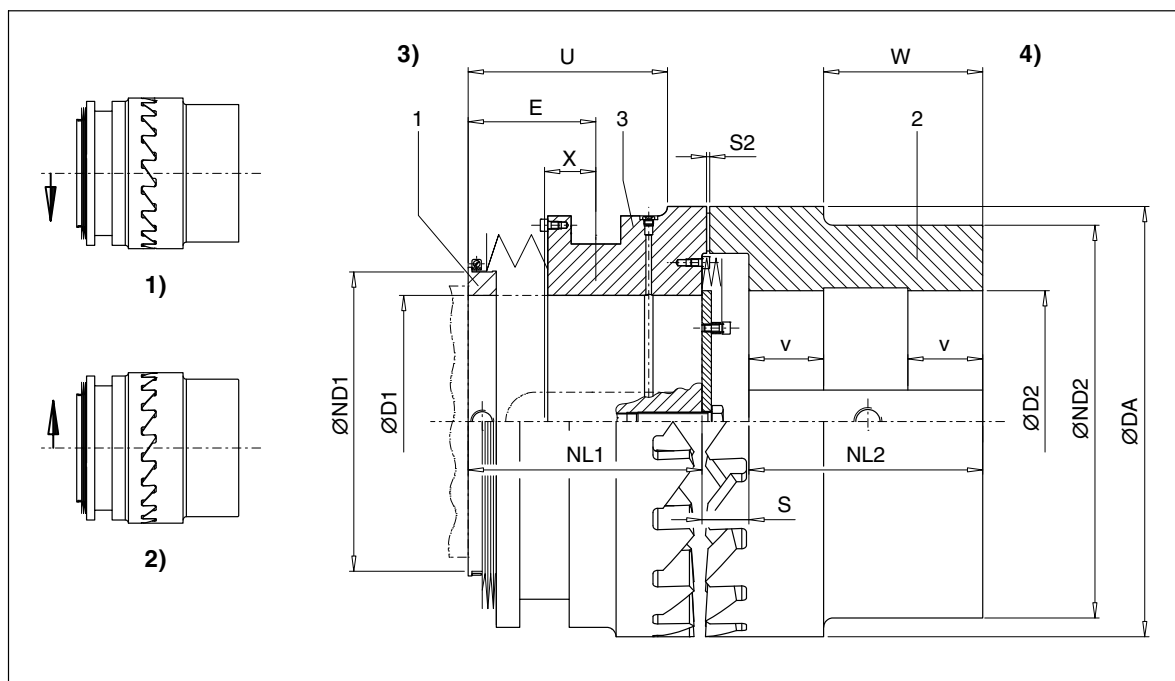 3)
U
W
4)
E
1
3
S2
2
X
1)
ØND1
ØD1
v
v
ØD2
ØND2
ØDA
NL1
NL2
S
2)